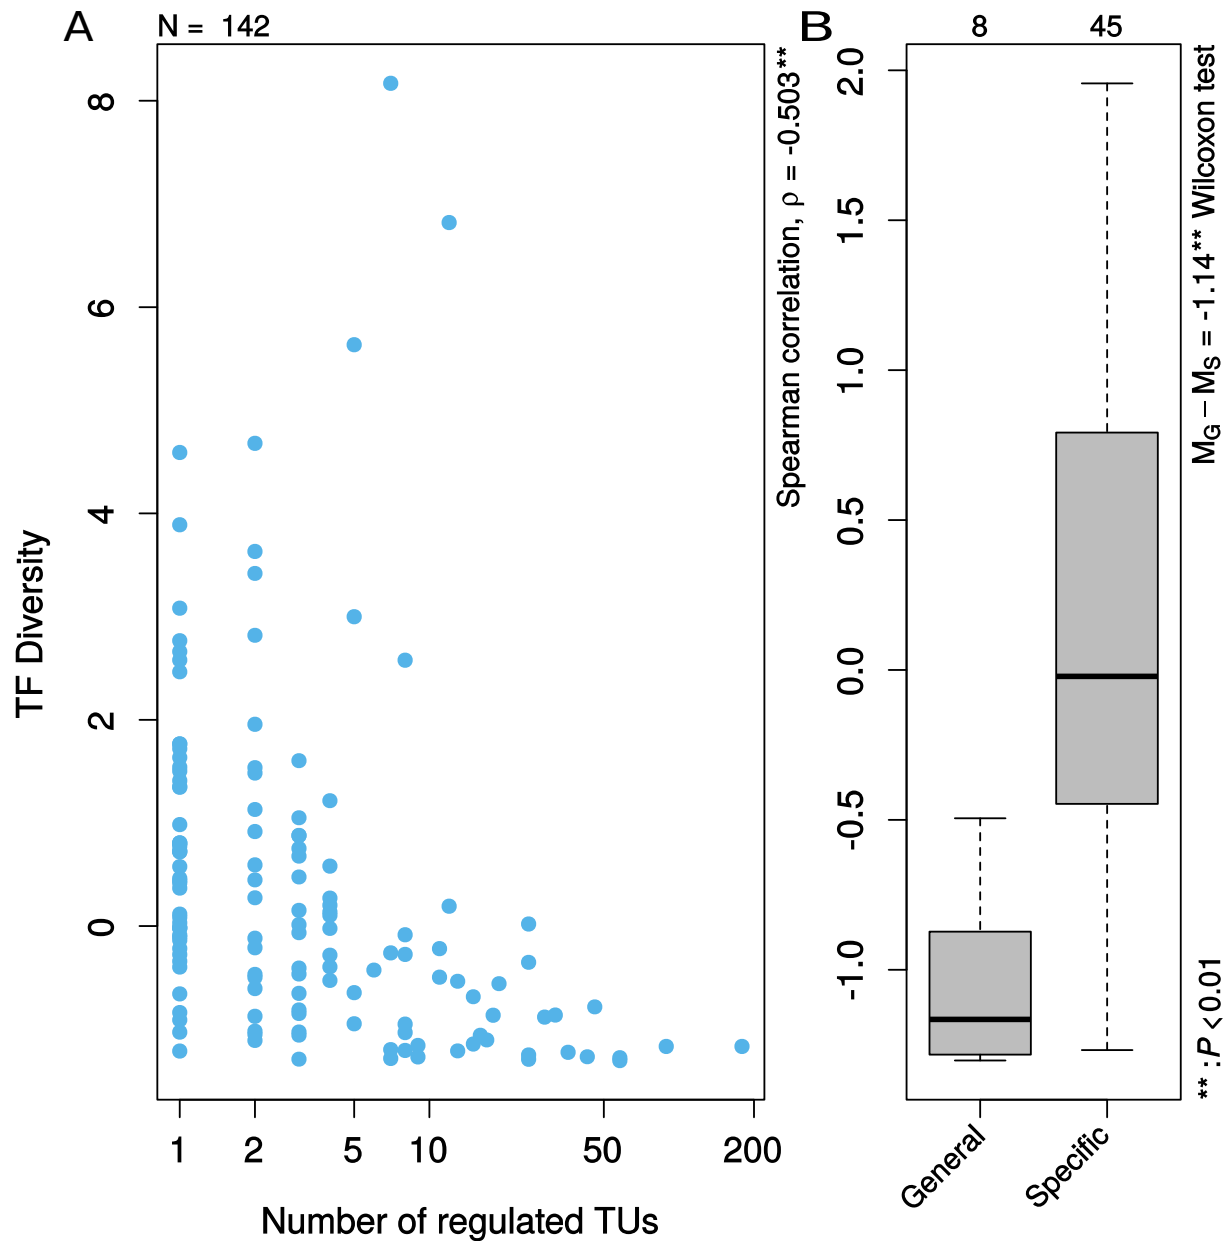 A
N = 142
8
6
4
2
0
TF Diversity
1
2
5
10
50
200
Number of regulated TUs
Spearman correlation, ρ = -0.503**
B
8
45
2.0
1.5
1.0
0.5
0.0
-0.5
-1.0
General
Specific
M_G − M_S = -1.14** Wilcoxon test
** : P < 0.01